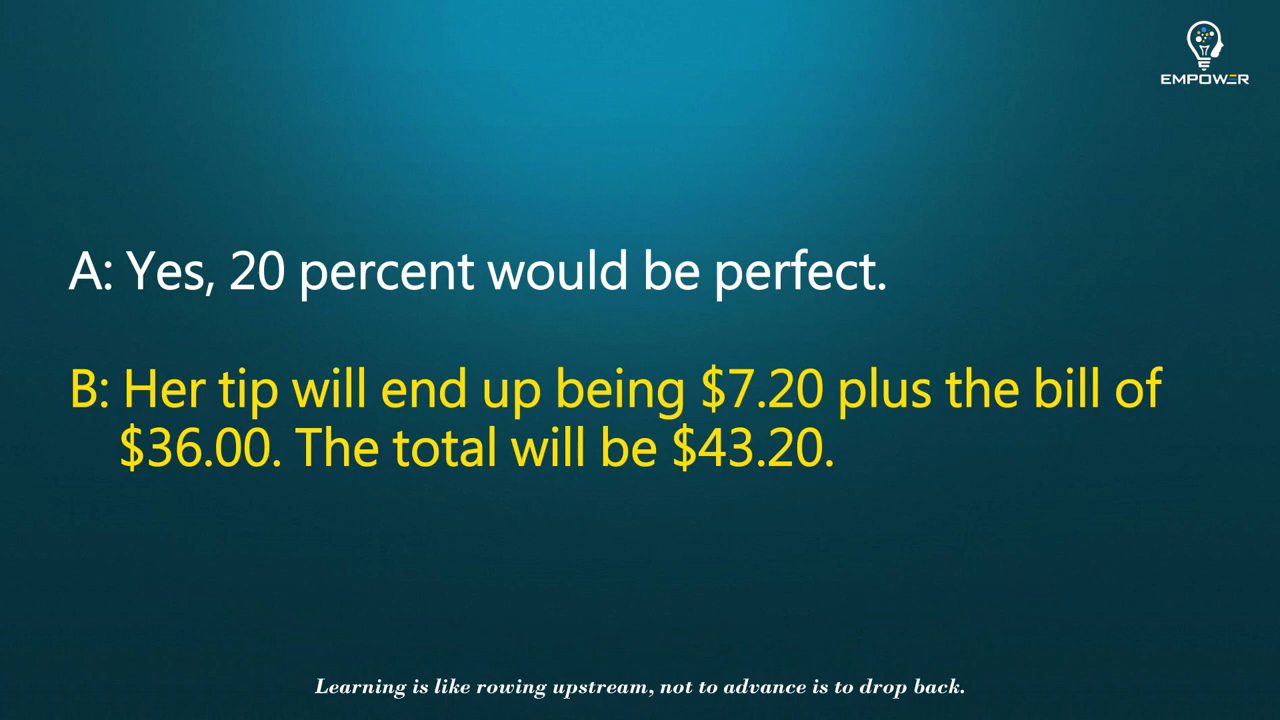 EMPOWER
A: Yes, 20 percent would be perfect.
B: Her tip will end up being $7.20 plus the bill of
$36.00. The total will be $43.20.
Learning is like rowing upstream, not to advance is to drop back.